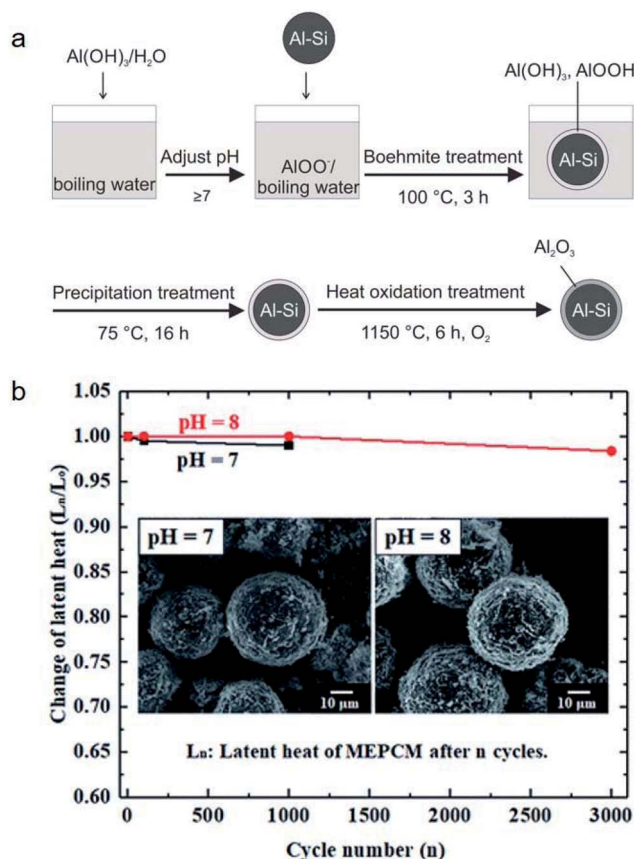 a
Al(OH)₃/H₂O
boiling water
Adjust pH
≥7
Al-Si
AlOO⁻/
boiling water
Boehmite treatment
100 °C, 3 h
Al(OH)₃, AlOOH
Al-Si
Precipitation treatment
75 °C, 16 h
Al-Si
Heat oxidation treatment
1150 °C, 6 h, O₂
Al₂O₃
Al-Si
b
Change of latent heat (Lₙ/Lₒ)
1.05
1.00
0.95
0.90
0.85
0.80
0.75
0.70
0.65
0.60
pH = 8
pH = 7
pH = 7
10 µm
pH = 8
10 µm
Lₙ: Latent heat of MEPCM after n cycles.
0 500 1000 1500 2000 2500 3000
Cycle number (n)